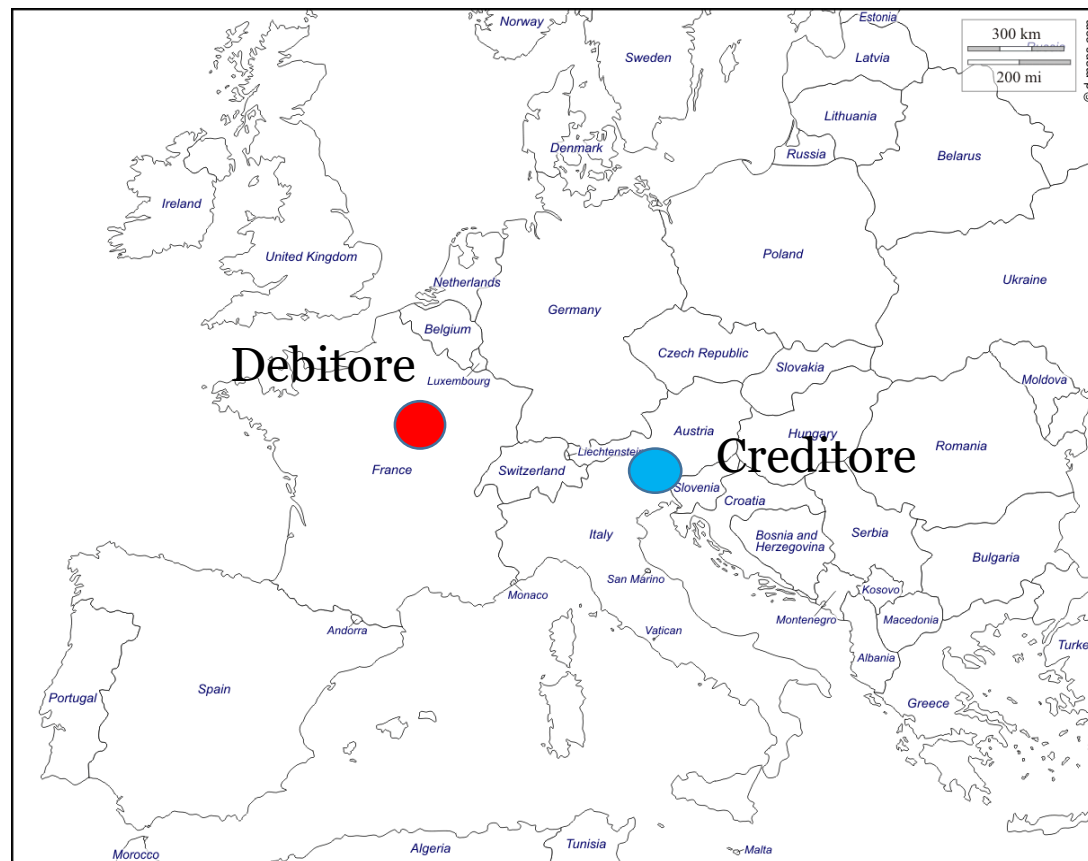 Norway
Sweden
Estonia
300 km
200 mi
Latvia
Lithuania
Russia
Belarus
Denmark
Ireland
United Kingdom
Netherlands
Poland
Ukraine
Germany
Belgium
Czech Republic
Slovakia
Moldova
Debitore
Luxembourg
Austria
Hungary
Romania
Liechtenstein
Creditore
France
Switzerland
Slovenia
Croatia
Italy
Bosnia and
Herzegovina
Serbia
Bulgaria
San Marino
Kosovo
Monaco
Montenegro
Macedonia
Andorra
Vatican
Albania
Turke
Portugal
Spain
Greece
Algeria
Tunisia
Malta
Morocco